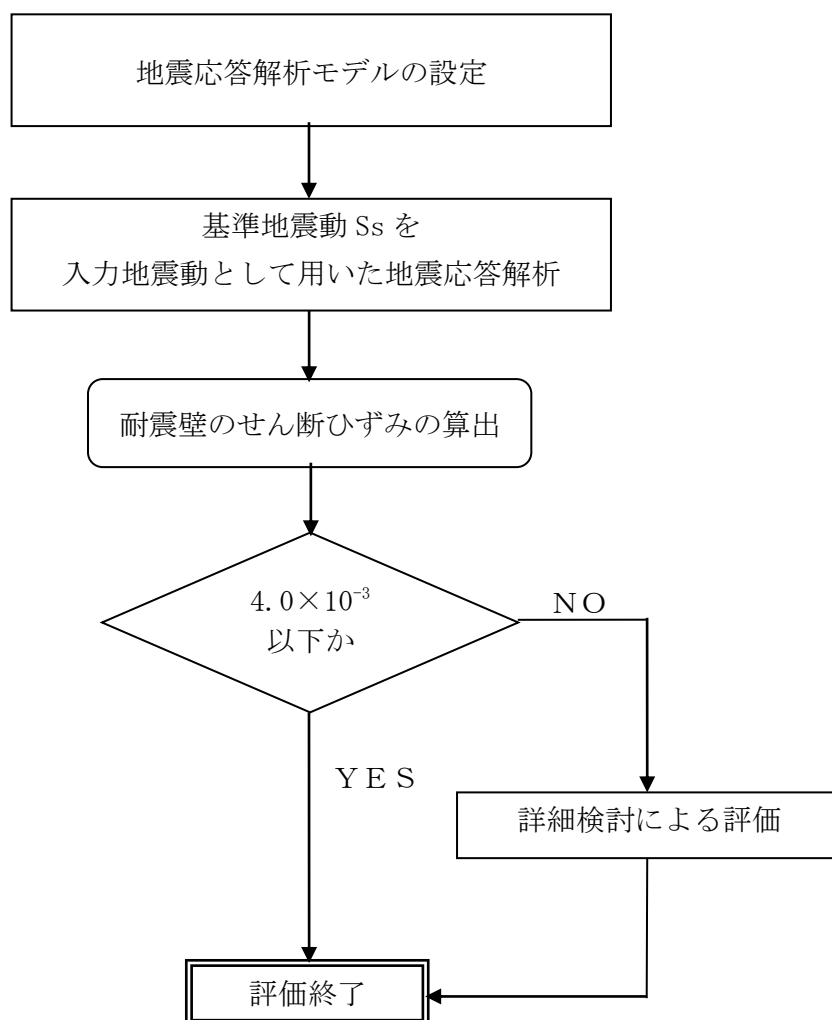 地震応答解析モデルの設定
基準地震動 Ss を
入力地震動として用いた地震応答解析
耐震壁のせん断ひずみの算出
4.0×10⁻³
以下か
ＮＯ
ＹＥＳ
詳細検討による評価
評価終了